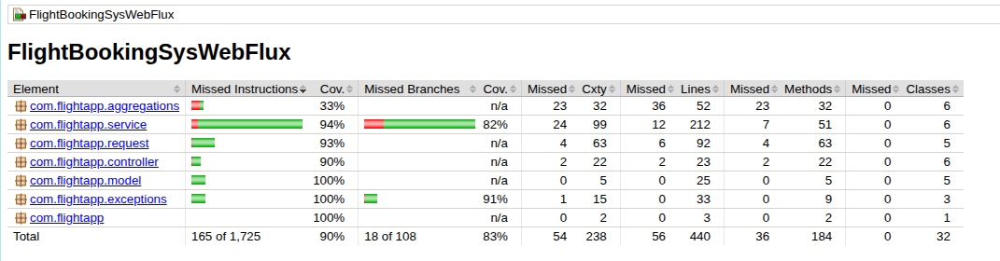 FlightBookingSysWebFlux
FlightBookingSysWebFlux
Element Missed Instructions Cov. Missed Branches Cov. Missed Cxty Missed Lines Missed Methods Missed Classes
com.flightapp.aggregations 33% n/a 23 32 36 52 23 32 0 6
com.flightapp.service 94% 82% 24 99 12 212 7 51 0 6
com.flightapp.request 93% n/a 4 63 6 92 4 63 0 5
com.flightapp.controller 90% n/a 2 22 2 23 2 22 0 6
com.flightapp.model 100% n/a 0 5 0 25 0 5 0 5
com.flightapp.exceptions 100% 91% 1 15 0 33 0 9 0 3
com.flightapp 100% n/a 0 2 0 3 0 2 0 1
Total 165 of 1,725 90% 18 of 108 83% 54 238 56 440 36 184 0 32